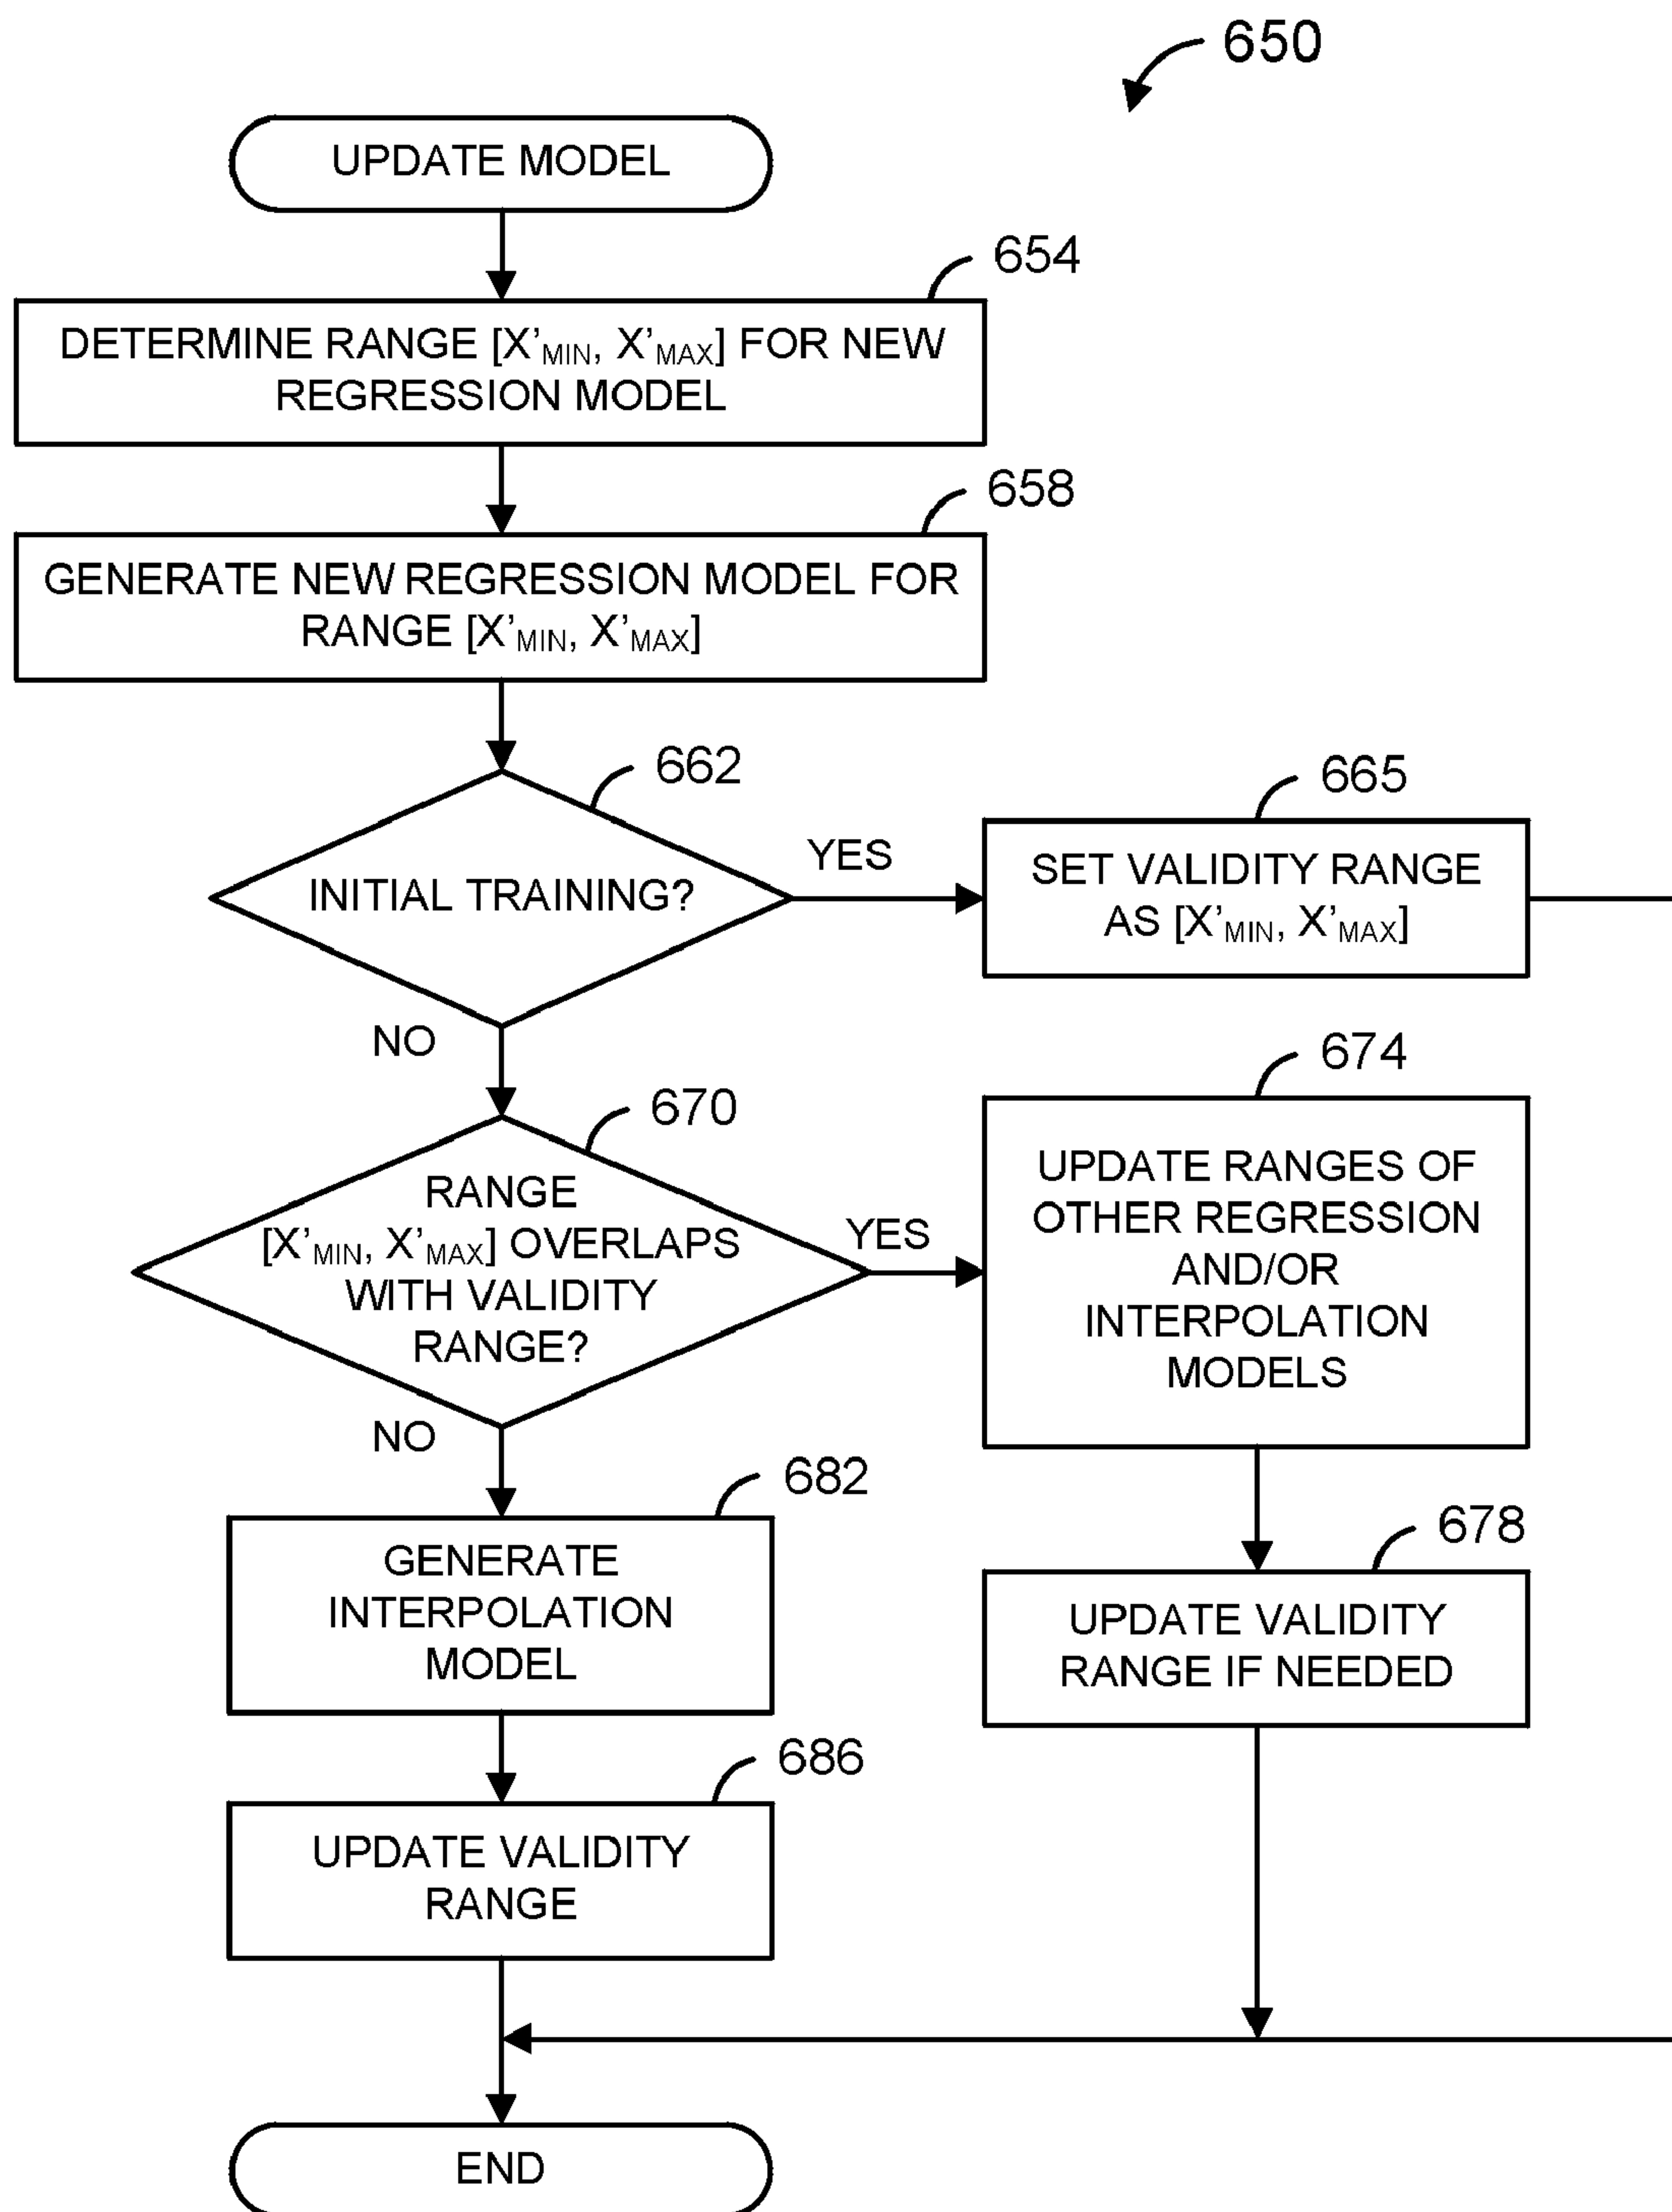 650
UPDATE MODEL
654
DETERMINE RANGE [X'MIN, X'MAX] FOR NEW
REGRESSION MODEL
658
GENERATE NEW REGRESSION MODEL FOR
RANGE [X'MIN, X'MAX]
662
INITIAL TRAINING?
YES
665
SET VALIDITY RANGE
AS [X'MIN, X'MAX]
NO
670
RANGE
[X'MIN, X'MAX] OVERLAPS
WITH VALIDITY
RANGE?
YES
674
UPDATE RANGES OF
OTHER REGRESSION
AND/OR
INTERPOLATION
MODELS
NO
682
GENERATE
INTERPOLATION
MODEL
678
UPDATE VALIDITY
RANGE IF NEEDED
686
UPDATE VALIDITY
RANGE
END